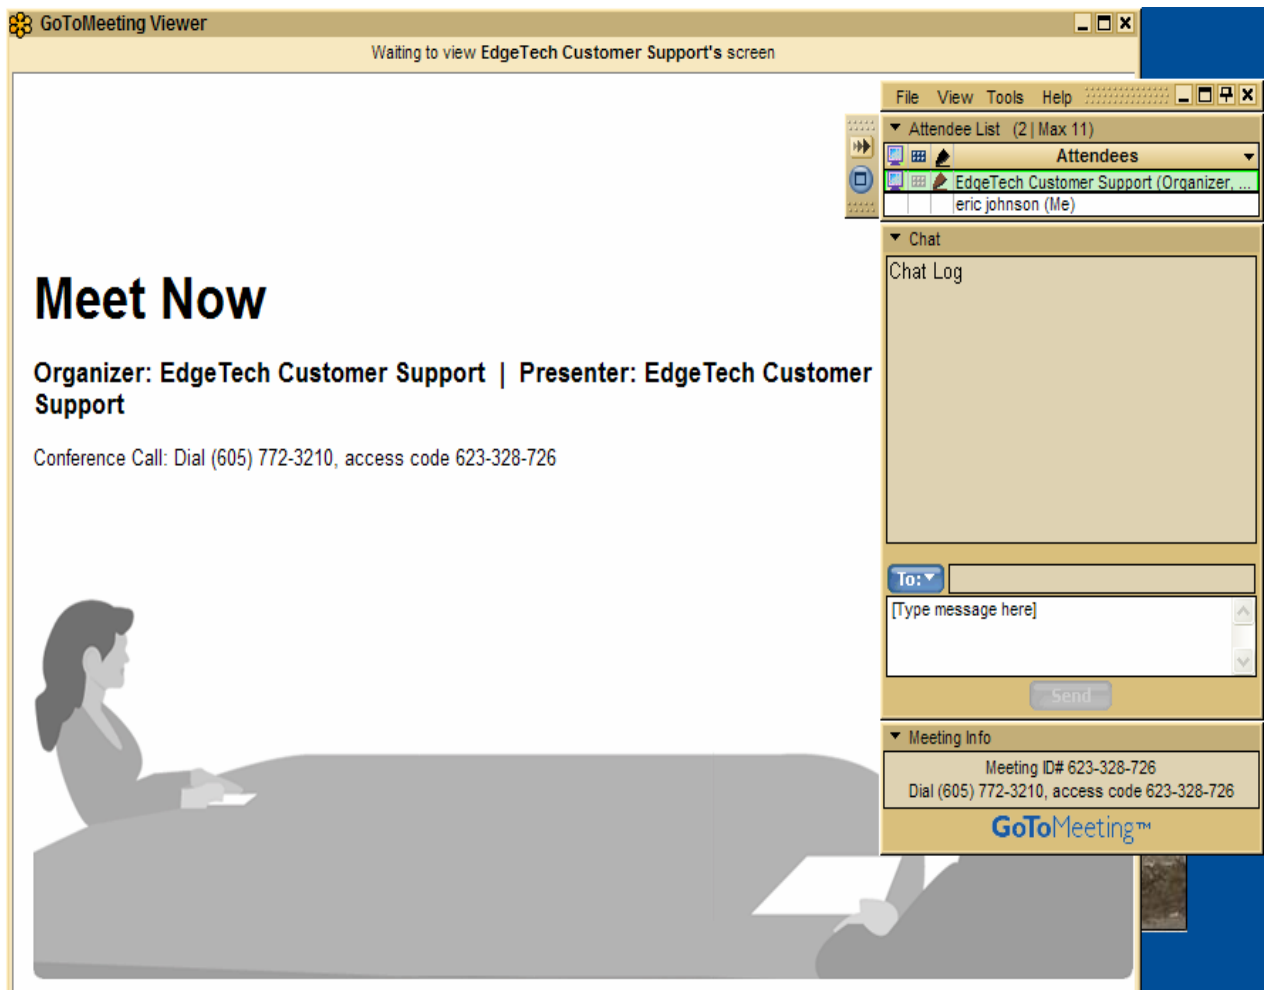 GoToMeeting Viewer
Waiting to view EdgeTech Customer Support's screen
Meet Now
Organizer: EdgeTech Customer Support | Presenter: EdgeTech Customer
Support
Conference Call: Dial (605) 772-3210, access code 623-328-726
File View Tools Help
Attendee List (2 | Max 11)
Attendees
EdgeTech Customer Support (Organizer, ...
eric johnson (Me)
Chat
Chat Log
To:
[Type message here]
Send
Meeting Info
Meeting ID# 623-328-726
Dial (605) 772-3210, access code 623-328-726
GoToMeeting™